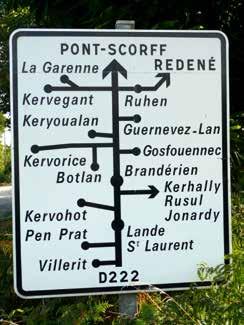 PONT-SCORFF
La Garenne
REDENÉ
Kervegant
Ruhen
Keryoualan
Guernevez-Lan
Kervorice
Gosfouennec
Botlan
Brandérien
Kerhally
Rusul
Jonardy
Kervohot
Pen Prat
Lande
St Laurent
Villerit
D222